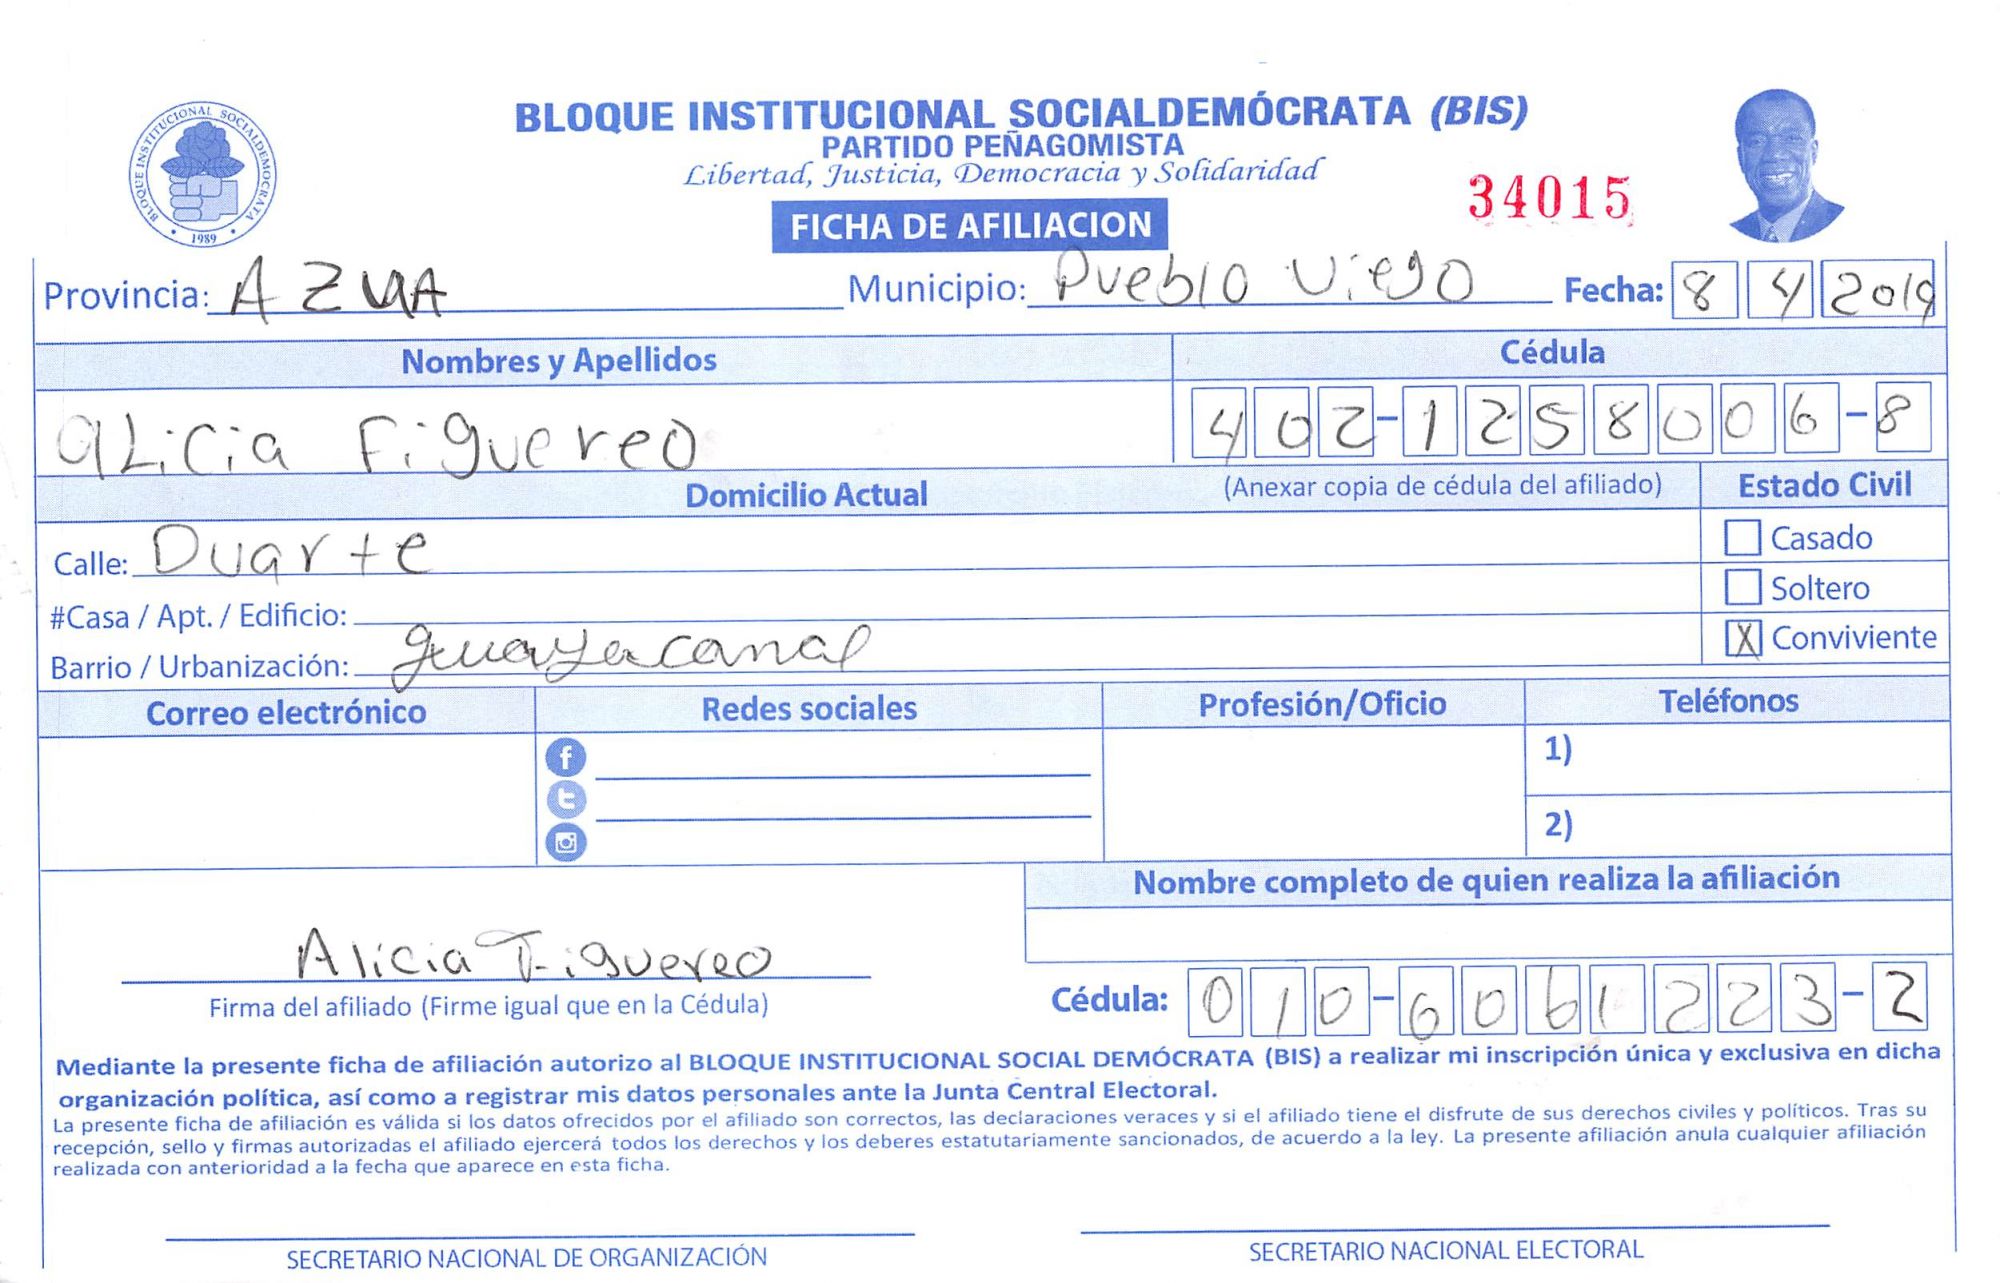 BLOQUE INSTITUCIONAL SOCIALDEMOCRATA
1989
BLOQUE INSTITUCIONAL SOCIALDEMÓCRATA (BIS)
PARTIDO PEÑAGOMISTA
Libertad, Justicia, Democracia y Solidaridad
34015
FICHA DE AFILIACION
Provincia: AZUA Municipio: Pueblo Viejo Fecha: 8 4 2019
Nombres y Apellidos Cédula
aLicia Figuereo 402-1258006-8
Domicilio Actual (Anexar copia de cédula del afiliado) Estado Civil
Calle: Duarte Casado
#Casa / Apt. / Edificio: Soltero
Barrio / Urbanización: guayacanal X Conviviente
Correo electrónico Redes sociales Profesión/Oficio Teléfonos
1)
2)
Nombre completo de quien realiza la afiliación
Alicia Figuereo
Firma del afiliado (Firme igual que en la Cédula) Cédula: 010-6061223-2
Mediante la presente ficha de afiliación autorizo al BLOQUE INSTITUCIONAL SOCIAL DEMÓCRATA (BIS) a realizar mi inscripción única y exclusiva en dicha
organización política, así como a registrar mis datos personales ante la Junta Central Electoral.
La presente ficha de afiliación es válida si los datos ofrecidos por el afiliado son correctos, las declaraciones veraces y si el afiliado tiene el disfrute de sus derechos civiles y políticos. Tras su
recepción, sello y firmas autorizadas el afiliado ejercerá todos los derechos y los deberes estatutariamente sancionados, de acuerdo a la ley. La presente afiliación anula cualquier afiliación
realizada con anterioridad a la fecha que aparece en esta ficha.
SECRETARIO NACIONAL DE ORGANIZACIÓN SECRETARIO NACIONAL ELECTORAL